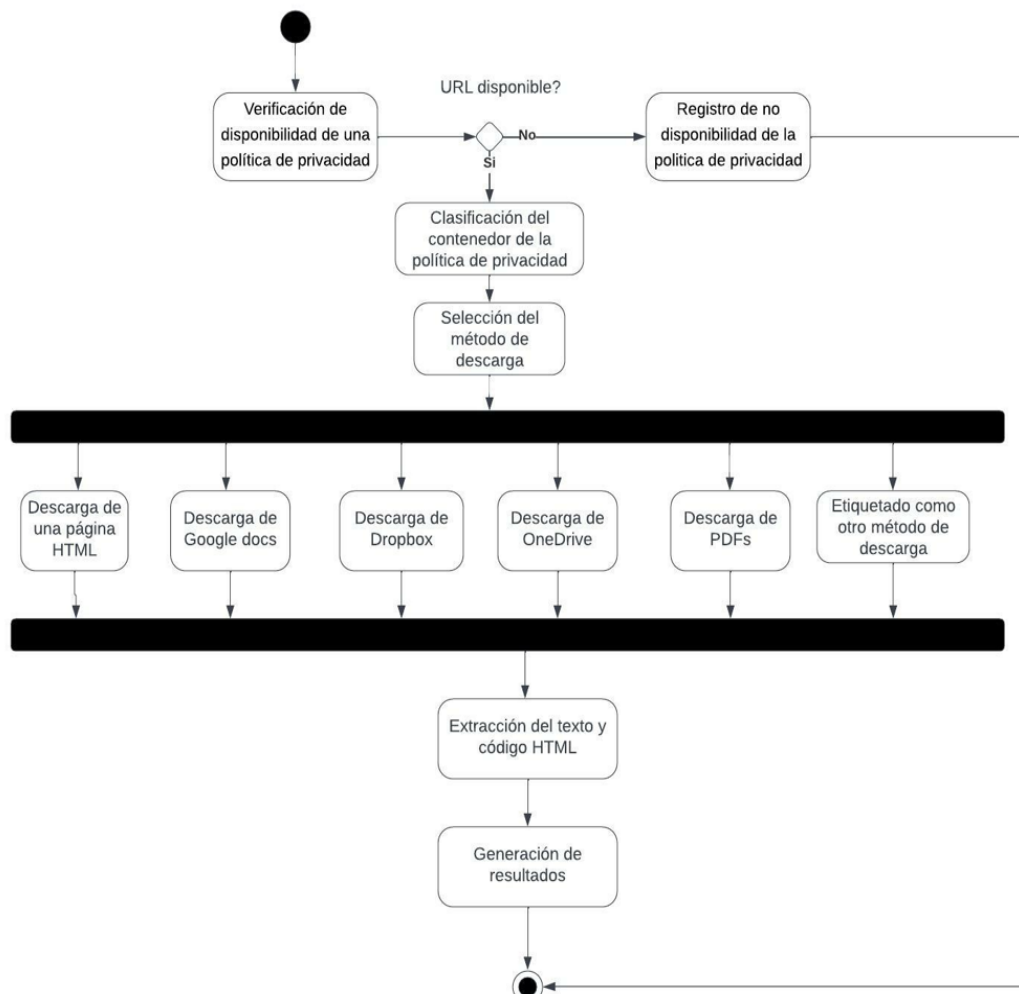 URL disponible?
Verificación de
disponibilidad de una
política de privacidad
No
Si
Registro de no
disponibilidad de la
politica de privacidad
Clasificación del
contenedor de la
política de privacidad
Selección del
método de
descarga
Descarga de
una página
HTML
Descarga de
Google docs
Descarga de
Dropbox
Descarga de
OneDrive
Descarga de
PDFs
Etiquetado como
otro método de
descarga
Extracción del texto y
código HTML
Generación de
resultados